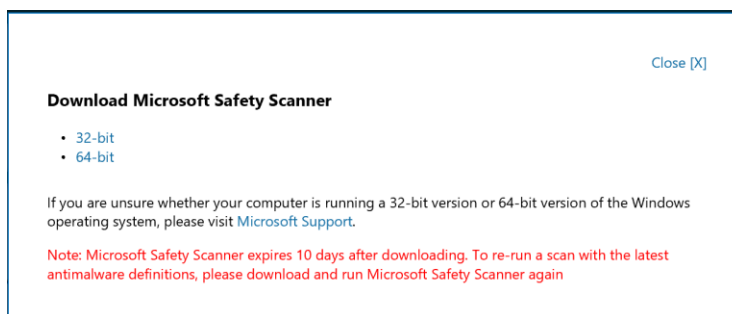 Close [X]
Download Microsoft Safety Scanner
• 32-bit
• 64-bit
If you are unsure whether your computer is running a 32-bit version or 64-bit version of the Windows
operating system, please visit Microsoft Support.
Note: Microsoft Safety Scanner expires 10 days after downloading. To re-run a scan with the latest
antimalware definitions, please download and run Microsoft Safety Scanner again